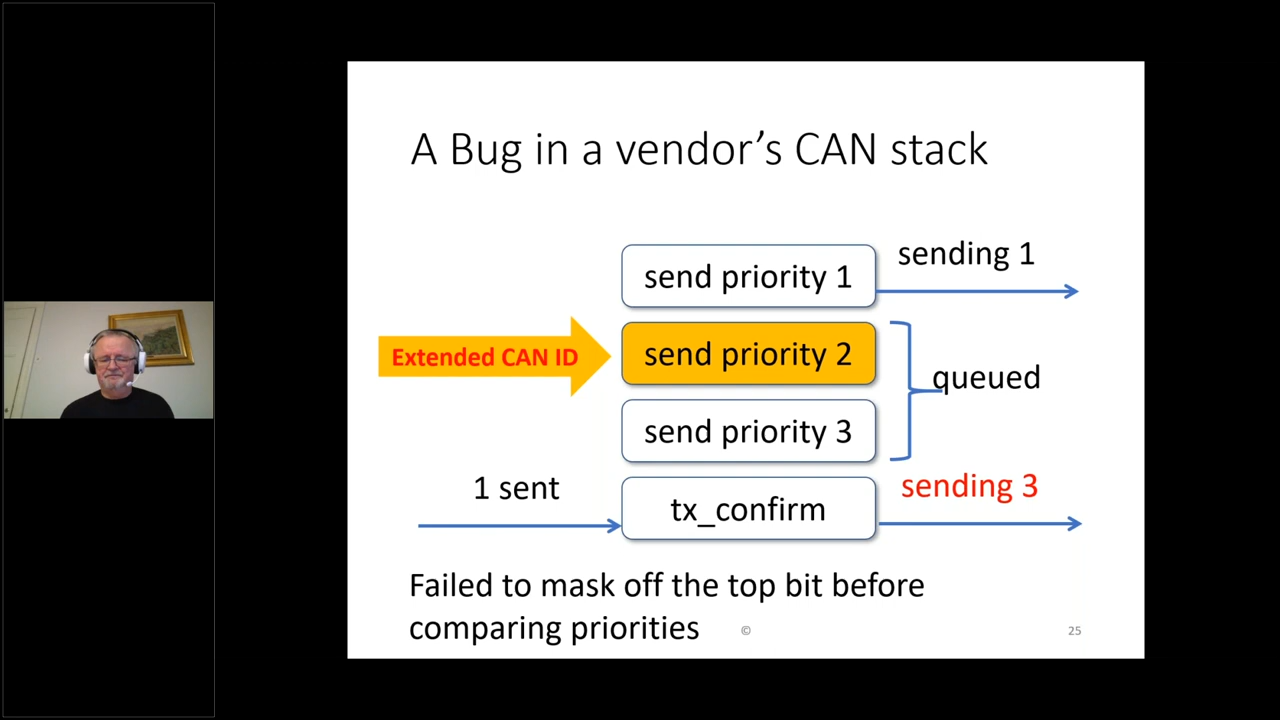 A Bug in a vendor's CAN stack
send priority 1
sending 1
Extended CAN ID
send priority 2
queued
send priority 3
1 sent
tx_confirm
sending 3
Failed to mask off the top bit before
comparing priorities
©
25